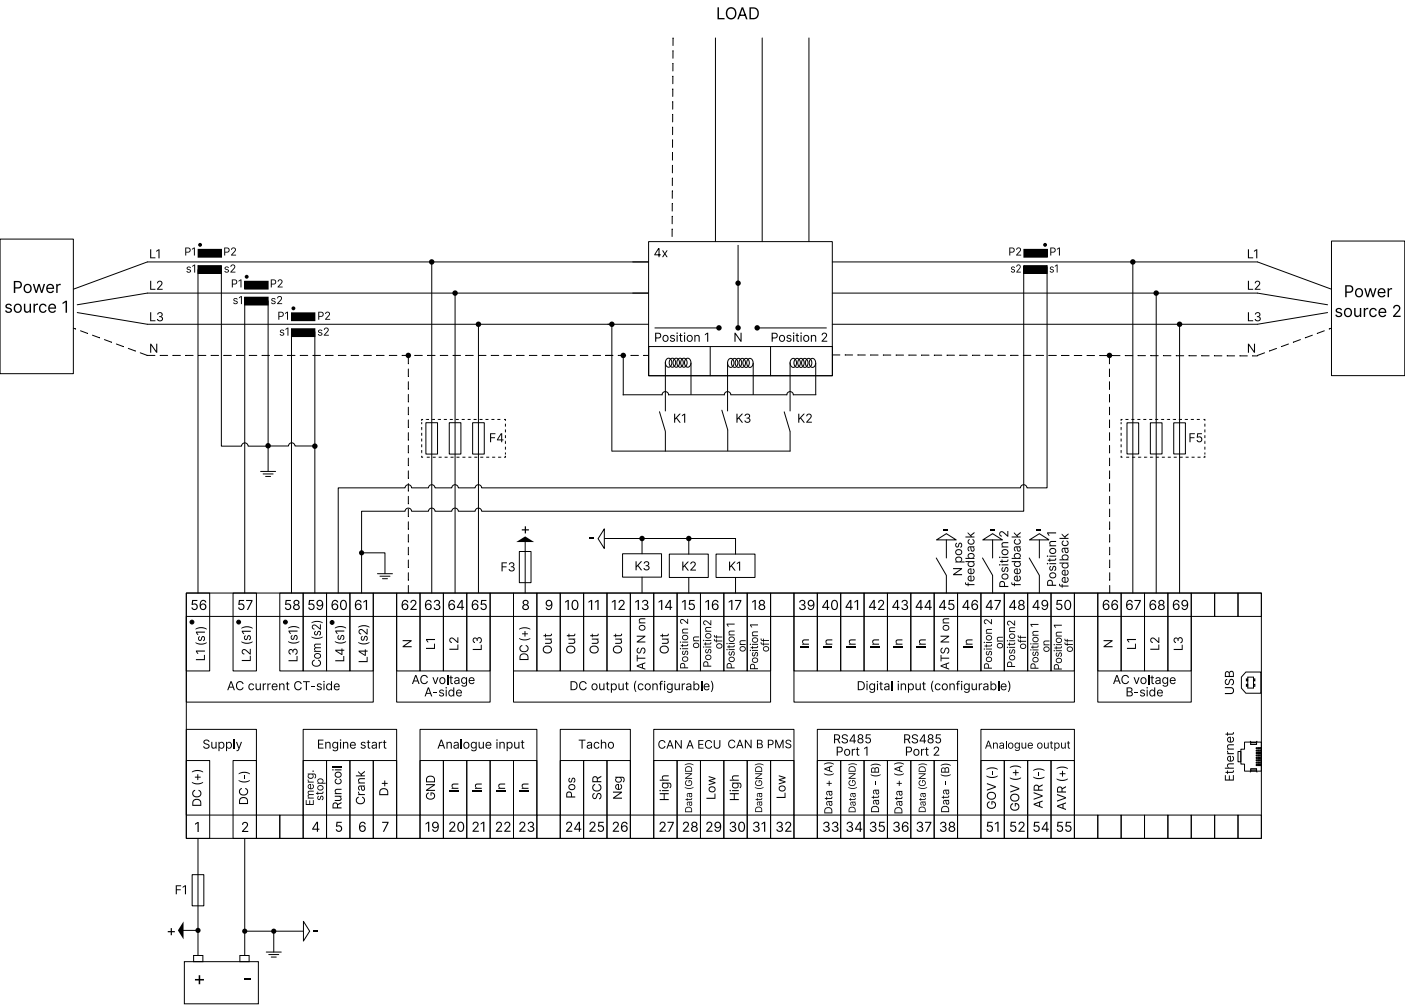 LOAD
Power
source 1
L1
L2
L3
N
P1 P2
s1 s2
P1 P2
s1 s2
P1 P2
s1 s2
4x
Position 1 N Position 2
K1 K3 K2
P2 P1
s2 s1
L1
L2
L3
N
Power
source 2
F4
F5
+
F3
-
K3 K2 K1
-
N pos
feedback
-
Position 2
feedback
-
Position 1
feedback
56 57 58 59 60 61 62 63 64 65 8 9 10 11 12 13 14 15 16 17 18 39 40 41 42 43 44 45 46 47 48 49 50 66 67 68 69
L1 (s1)
L2 (s1)
L3 (s1)
Com (s2)
L4 (s1)
L4 (s2)
N
L1
L2
L3
DC (+)
Out
Out
Out
Out
ATS N on
Out
Position 2
on
Position2
off
Position 1
on
Position 1
off
In
In
In
In
In
In
ATS N on
In
Position 2
on
Position2
off
Position 1
on
Position 1
off
N
L1
L2
L3
AC current CT-side
AC voltage
A-side
DC output (configurable)
Digital input (configurable)
AC voltage
B-side
USB
Ethernet
Supply
Engine start
Analogue input
Tacho
CAN A ECU CAN B PMS
RS485
Port 1
RS485
Port 2
Analogue output
DC (+)
DC (-)
Emerg.
stop
Run coil
Crank
D+
GND
In
In
In
In
Pos
SCR
Neg
High
Data (GND)
Low
High
Data (GND)
Low
Data + (A)
Data (GND)
Data - (B)
Data + (A)
Data (GND)
Data - (B)
GOV (-)
GOV (+)
AVR (-)
AVR (+)
1 2 4 5 6 7 19 20 21 22 23 24 25 26 27 28 29 30 31 32 33 34 35 36 37 38 51 52 54 55
F1
+
-
+ -